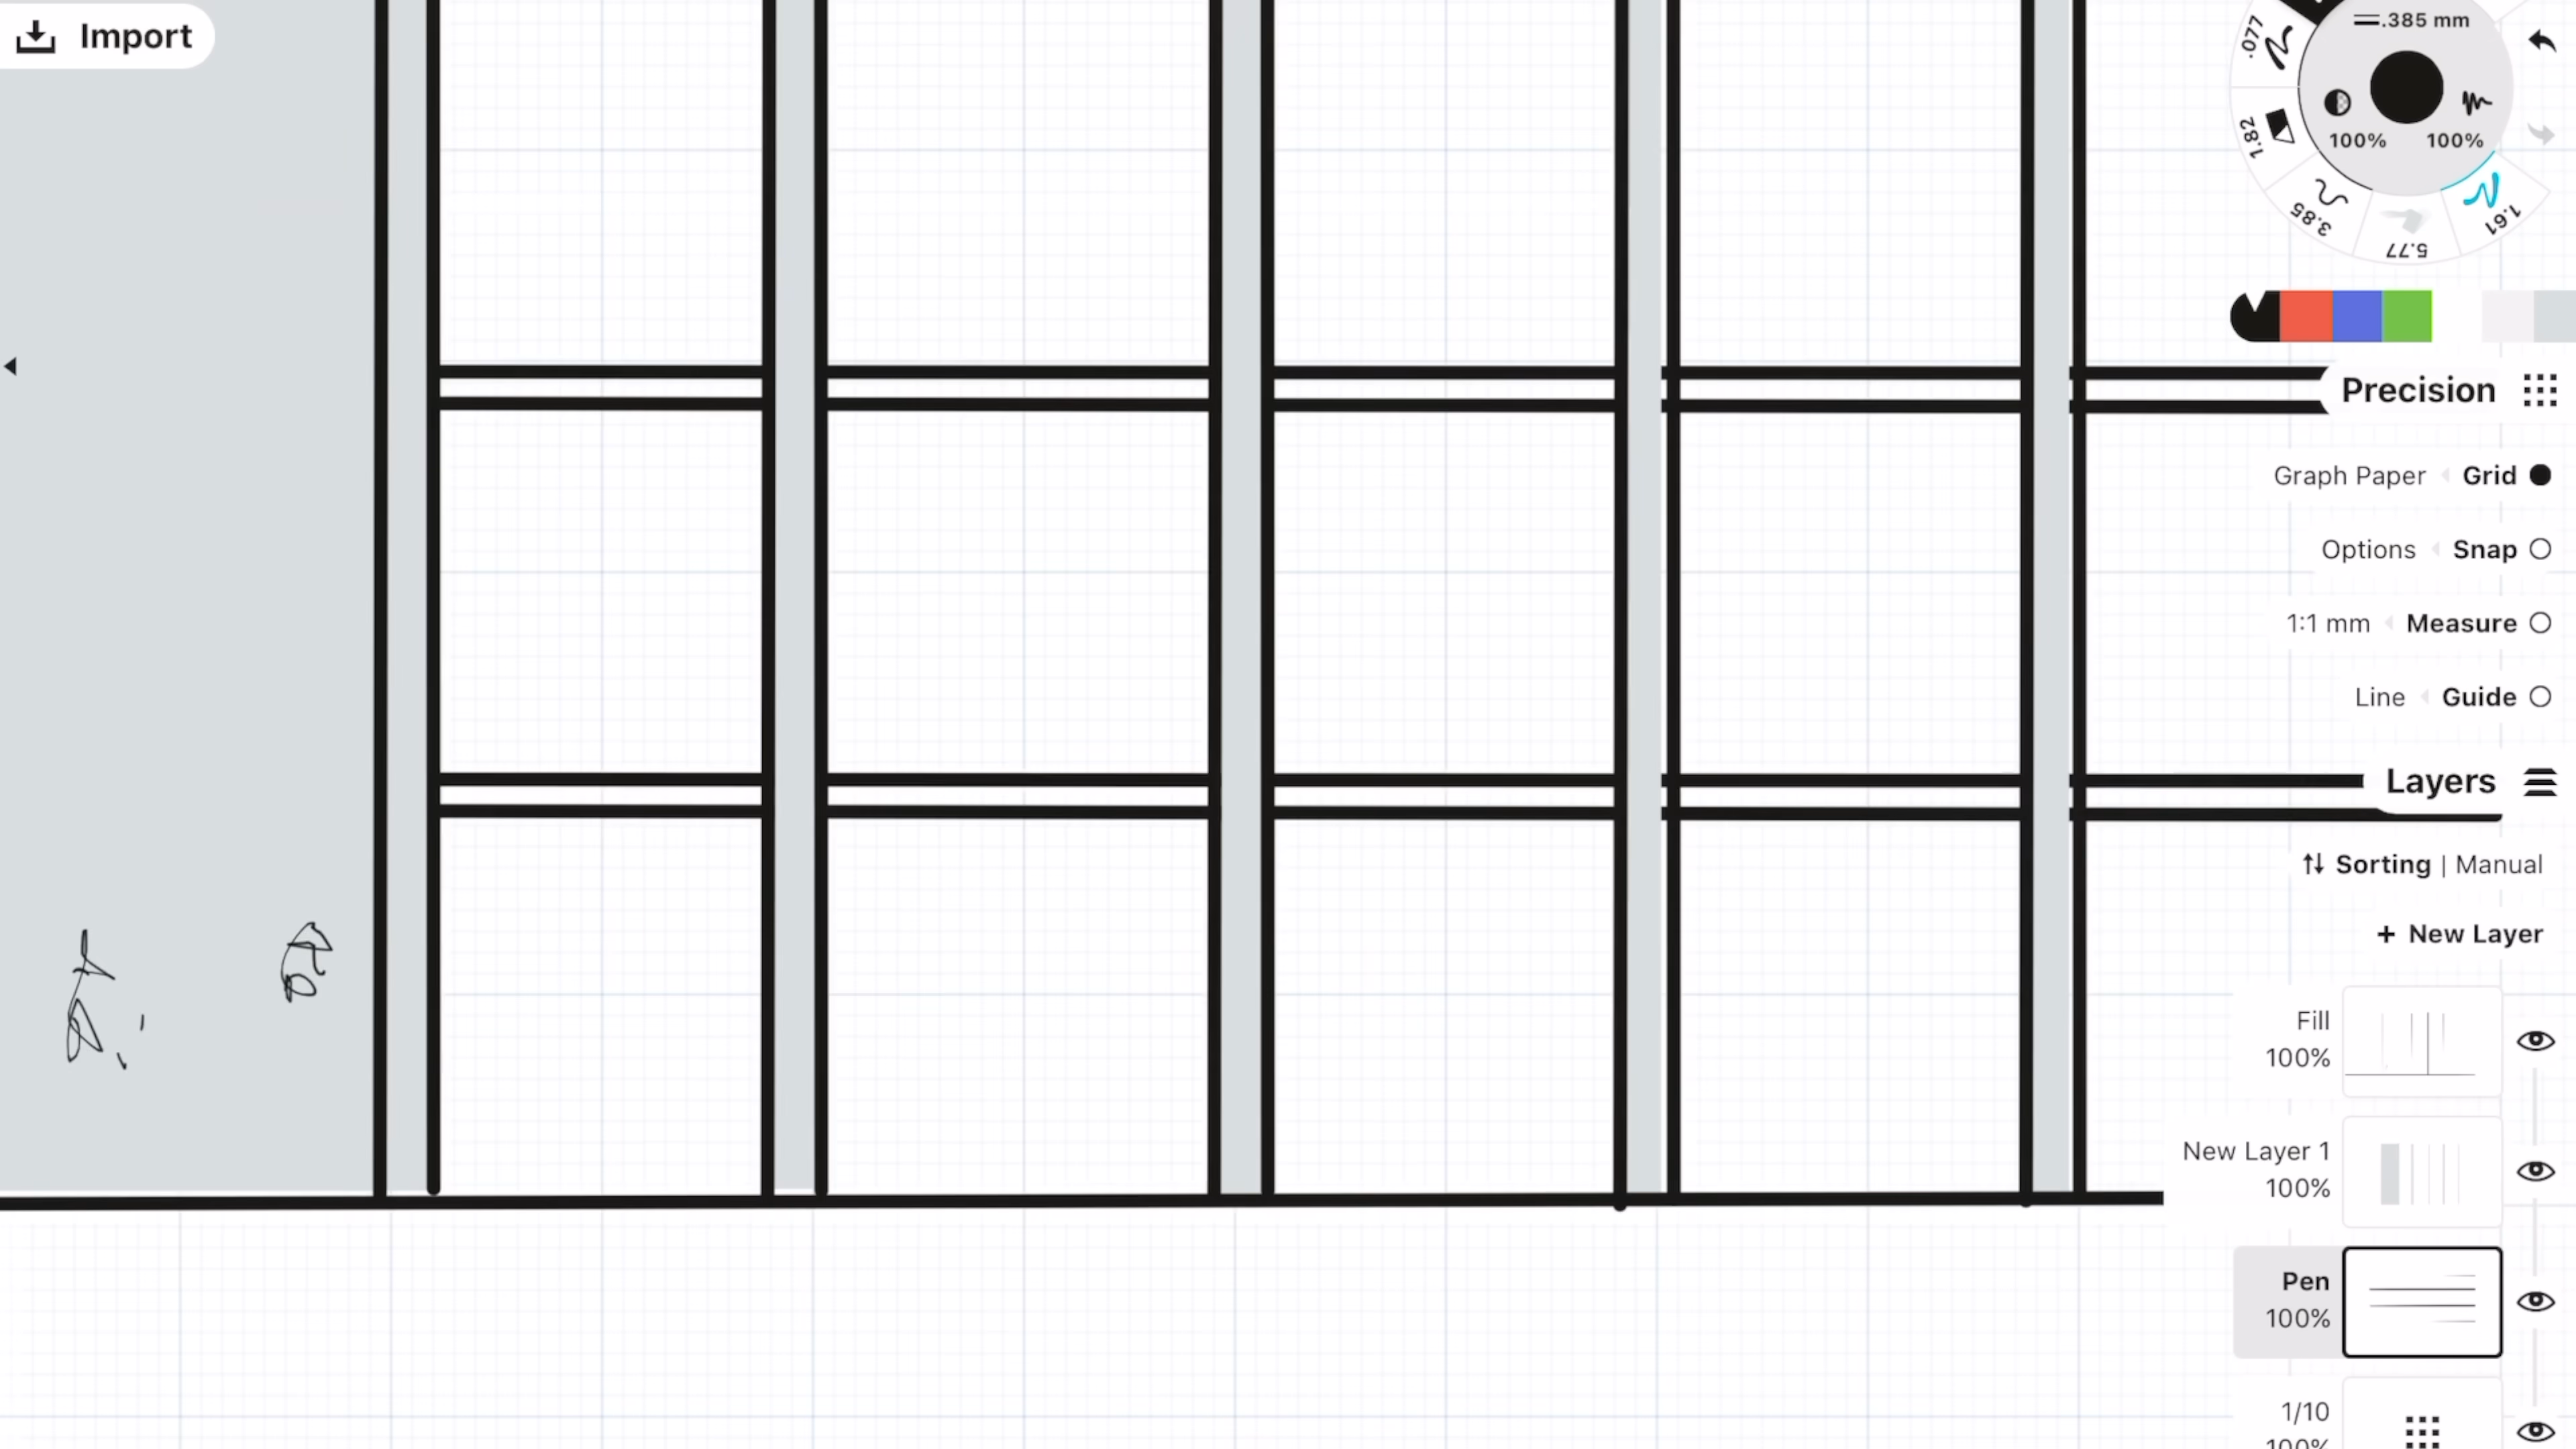 Import
.385 mm
.077
1.82
3.85
5.77
1.61
100% 100%
Precision
Graph Paper Grid
Options Snap
1:1 mm Measure
Line Guide
Layers
Sorting | Manual
+ New Layer
Fill
100%
New Layer 1
100%
Pen
100%
1/10
100%